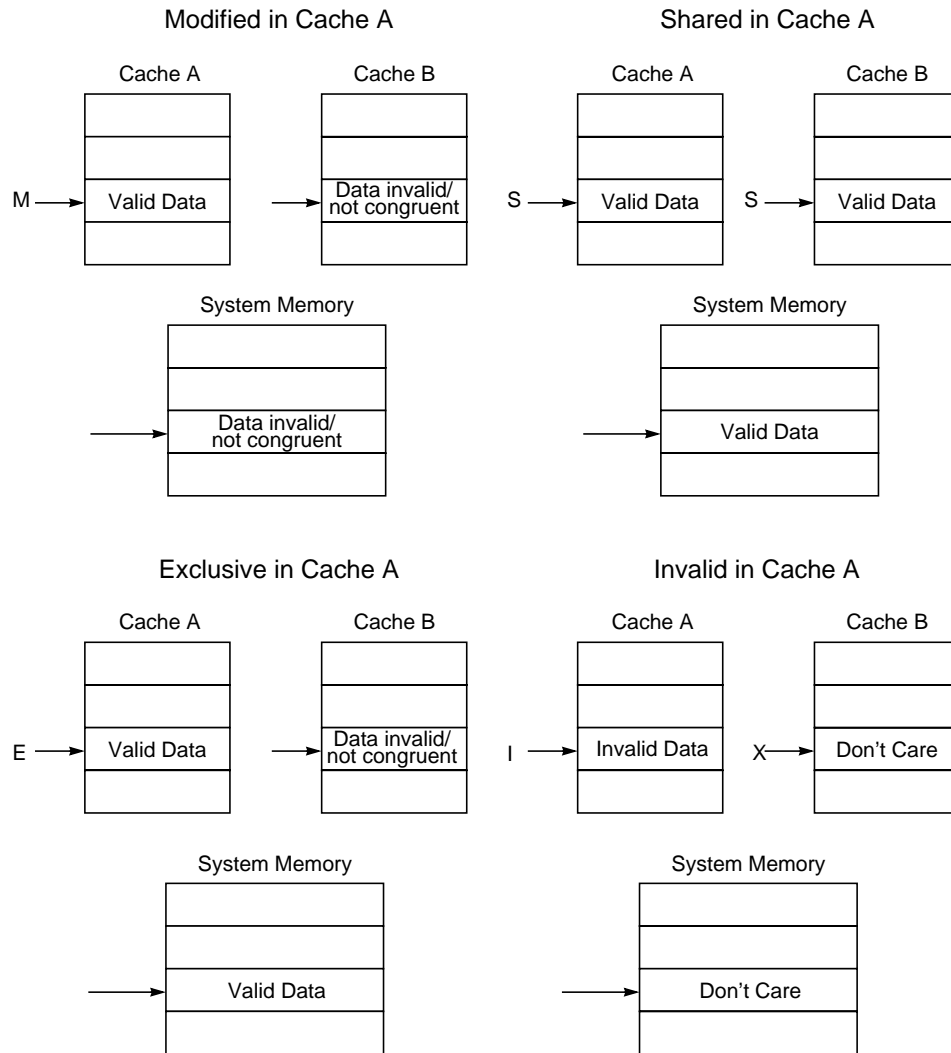 Modified in Cache A
Shared in Cache A
Cache A
Cache B
Cache A
Cache B
M
Valid Data
Data invalid/
not congruent
S
Valid Data
S
Valid Data
System Memory
System Memory
Data invalid/
not congruent
Valid Data
Exclusive in Cache A
Invalid in Cache A
Cache A
Cache B
Cache A
Cache B
E
Valid Data
Data invalid/
not congruent
I
Invalid Data
X
Don't Care
System Memory
System Memory
Valid Data
Don't Care